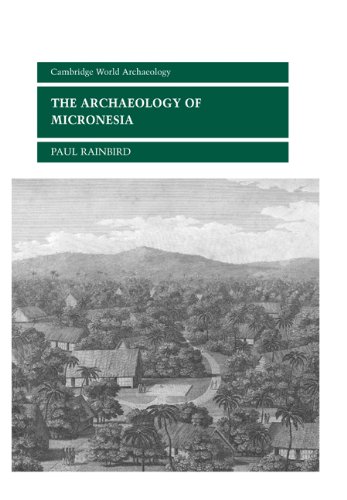 Cambridge World Archaeology
THE ARCHAEOLOGY OF
MICRONESIA
PAUL RAINBIRD